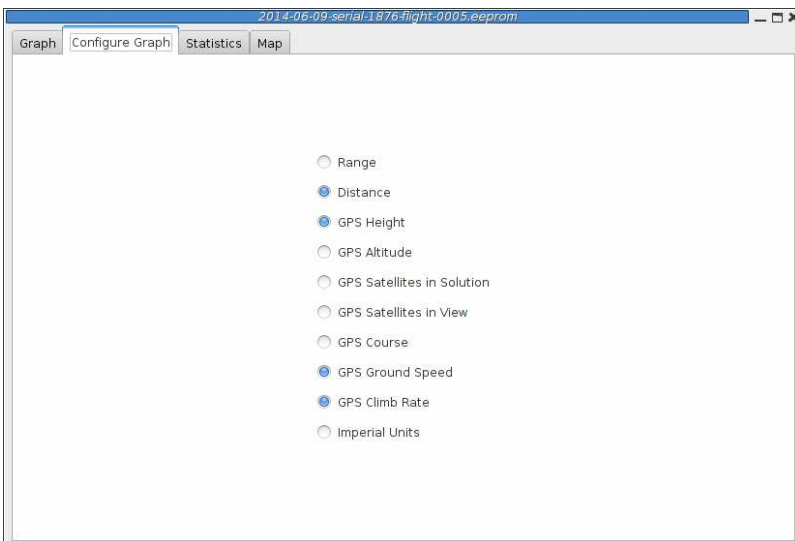 2014-06-09-serial-1876-flight-0005.eeprom
Graph Configure Graph Statistics Map
Range
Distance
GPS Height
GPS Altitude
GPS Satellites in Solution
GPS Satellites in View
GPS Course
GPS Ground Speed
GPS Climb Rate
Imperial Units